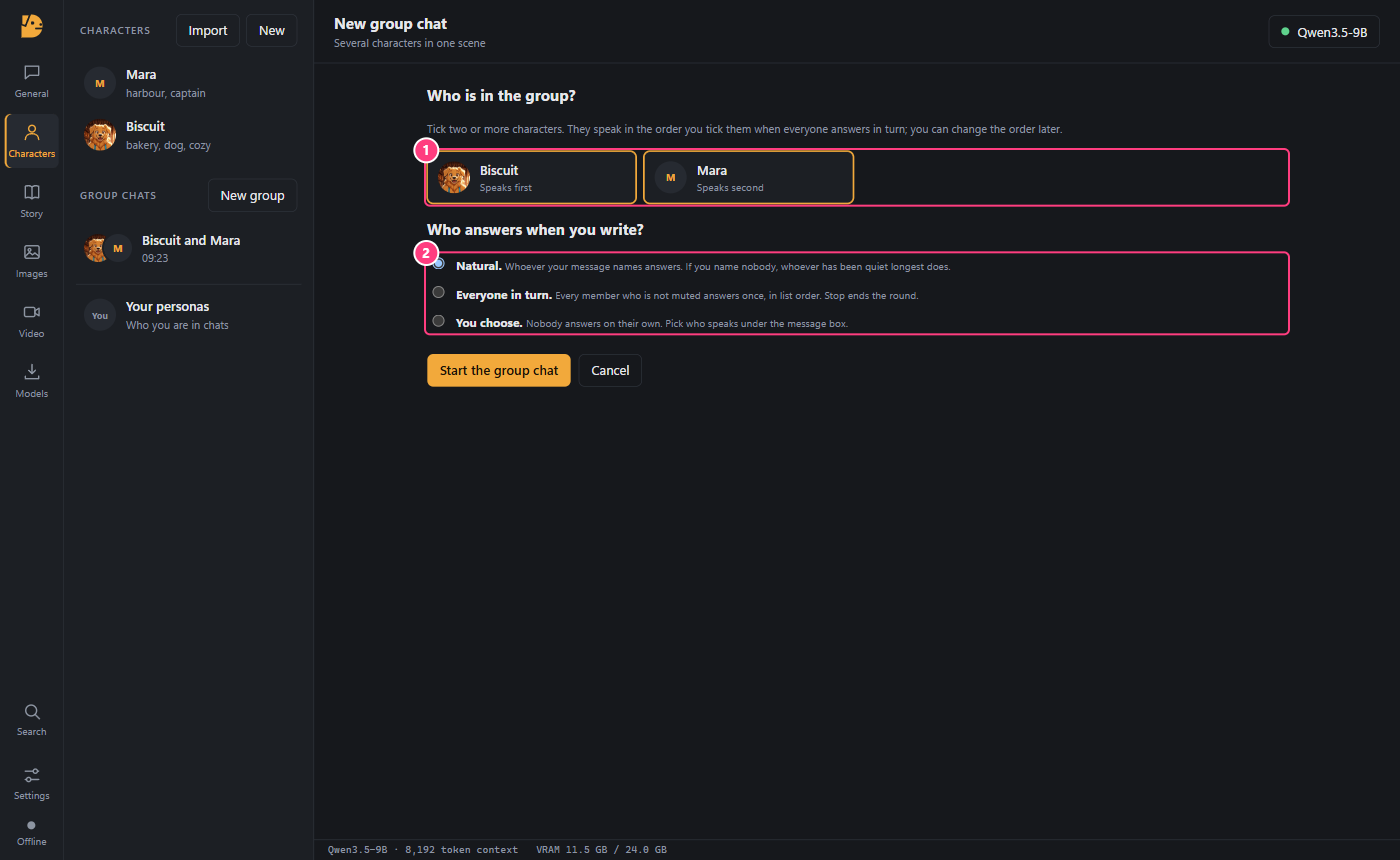 CHARACTERS
Import
New
General
M
Mara
harbour, captain
Characters
Biscuit
bakery, dog, cozy
Story
GROUP CHATS
New group
M
Biscuit and Mara
09:23
Images
You
Your personas
Who you are in chats
Video
Models
Search
Settings
Offline
New group chat
Several characters in one scene
Qwen3.5-9B
Who is in the group?
Tick two or more characters. They speak in the order you tick them when everyone answers in turn; you can change the order later.
1
Biscuit
Speaks first
M
Mara
Speaks second
Who answers when you write?
2
Natural. Whoever your message names answers. If you name nobody, whoever has been quiet longest does.
Everyone in turn. Every member who is not muted answers once, in list order. Stop ends the round.
You choose. Nobody answers on their own. Pick who speaks under the message box.
Start the group chat
Cancel
Qwen3.5-9B · 8,192 token context VRAM 11.5 GB / 24.0 GB